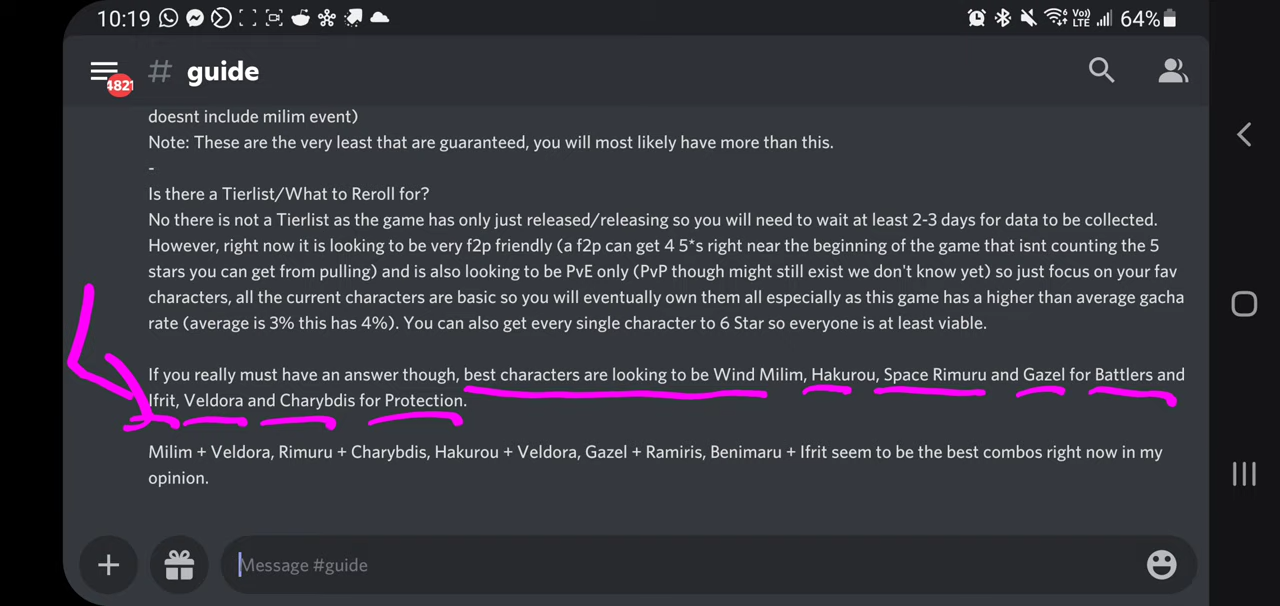 10:19
Vo))
LTE
64%
4821
# guide
doesnt include milim event)
Note: These are the very least that are guaranteed, you will most likely have more than this.
-
Is there a Tierlist/What to Reroll for?
No there is not a Tierlist as the game has only just released/releasing so you will need to wait at least 2-3 days for data to be collected.
However, right now it is looking to be very f2p friendly (a f2p can get 4 5*s right near the beginning of the game that isnt counting the 5
stars you can get from pulling) and is also looking to be PvE only (PvP though might still exist we don't know yet) so just focus on your fav
characters, all the current characters are basic so you will eventually own them all especially as this game has a higher than average gacha
rate (average is 3% this has 4%). You can also get every single character to 6 Star so everyone is at least viable.
If you really must have an answer though, best characters are looking to be Wind Milim, Hakurou, Space Rimuru and Gazel for Battlers and
Ifrit, Veldora and Charybdis for Protection.
Milim + Veldora, Rimuru + Charybdis, Hakurou + Veldora, Gazel + Ramiris, Benimaru + Ifrit seem to be the best combos right now in my
opinion.
Message #guide